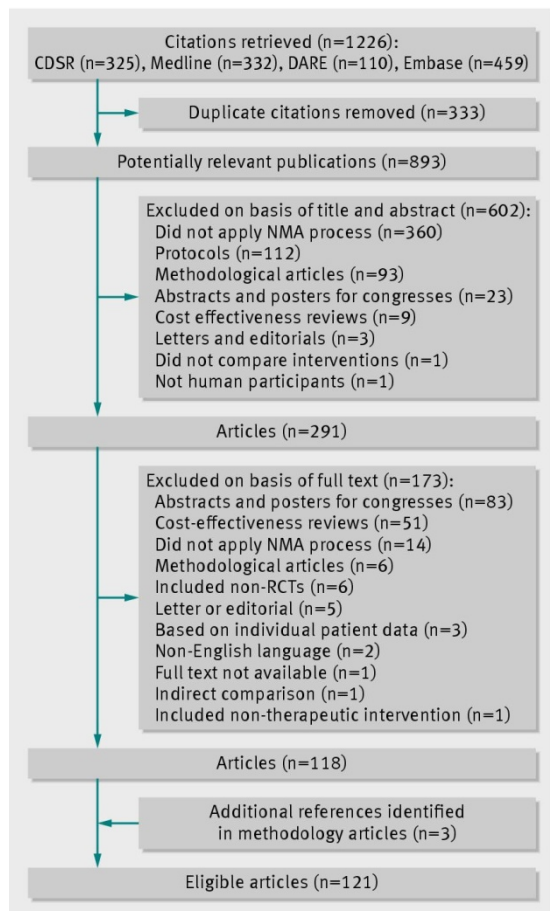 Citations retrieved (n=1226):
CDSR (n=325), Medline (n=332), DARE (n=110), Embase (n=459)
Duplicate citations removed (n=333)
Potentially relevant publications (n=893)
Excluded on basis of title and abstract (n=602):
Did not apply NMA process (n=360)
Protocols (n=112)
Methodological articles (n=93)
Abstracts and posters for congresses (n=23)
Cost effectiveness reviews (n=9)
Letters and editorials (n=3)
Did not compare interventions (n=1)
Not human participants (n=1)
Articles (n=291)
Excluded on basis of full text (n=173):
Abstracts and posters for congresses (n=83)
Cost-effectiveness reviews (n=51)
Did not apply NMA process (n=14)
Methodological articles (n=6)
Included non-RCTs (n=6)
Letter or editorial (n=5)
Based on individual patient data (n=3)
Non-English language (n=2)
Full text not available (n=1)
Indirect comparison (n=1)
Included non-therapeutic intervention (n=1)
Articles (n=118)
Additional references identified
in methodology articles (n=3)
Eligible articles (n=121)